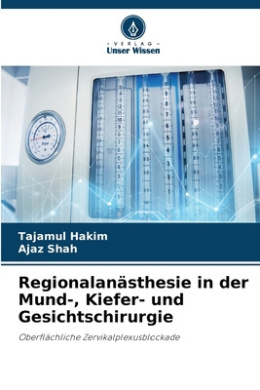 VERLAG
Unser Wissen
Tajamul Hakim
Ajaz Shah
Regionalanästhesie in der
Mund-, Kiefer- und
Gesichtschirurgie
Oberflächliche Zervikalplexusblockade